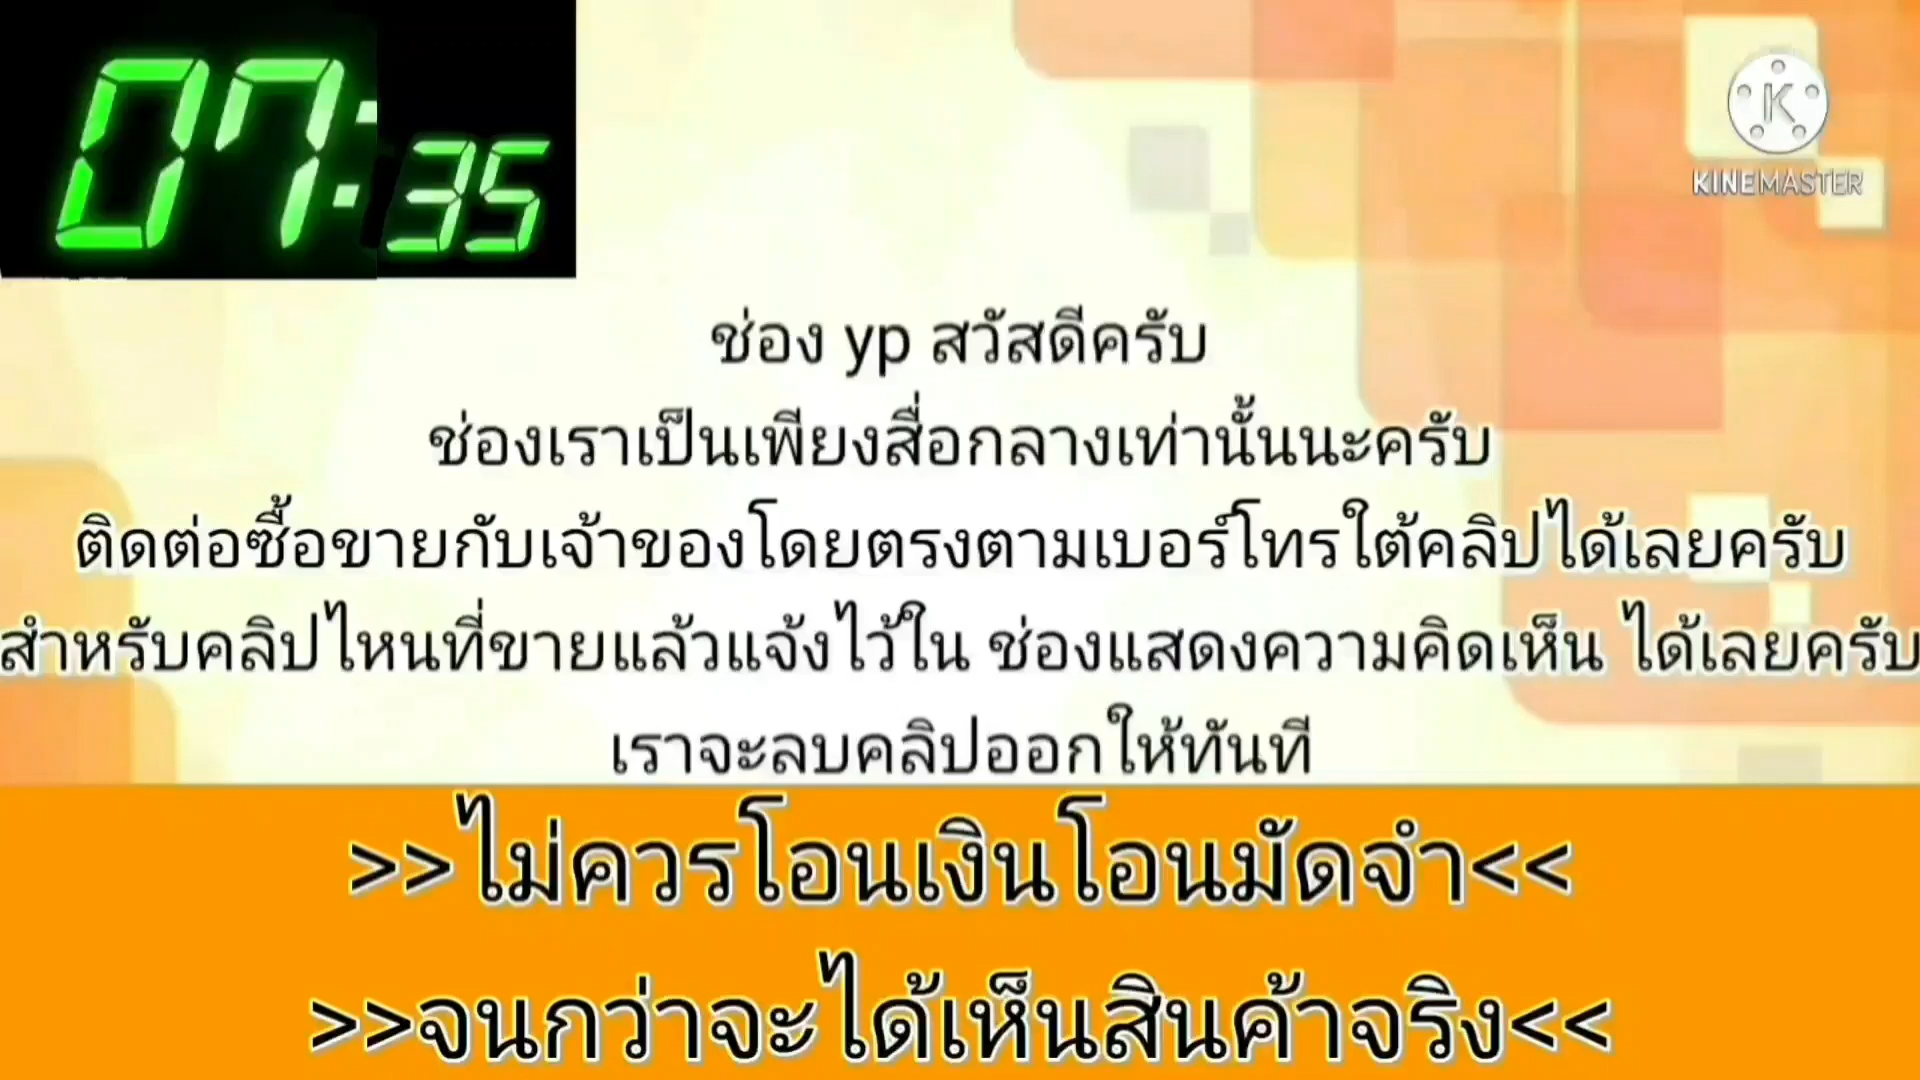 07:35
KINEMASTER
ช่อง yp สวัสดีครับ
ช่องเราเป็นเพียงสื่อกลางเท่านั้นนะครับ
ติดต่อซื้อขายกับเจ้าของโดยตรงตามเบอร์โทรใต้คลิปได้เลยครับ
สำหรับคลิปไหนที่ขายแล้วแจ้งไว้ใน ช่องแสดงความคิดเห็น ได้เลยครับ
เราจะลบคลิปออกให้ทันที
>>ไม่ควรโอนเงินโอนมัดจำ<<
>>จนกว่าจะได้เห็นสินค้าจริง<<